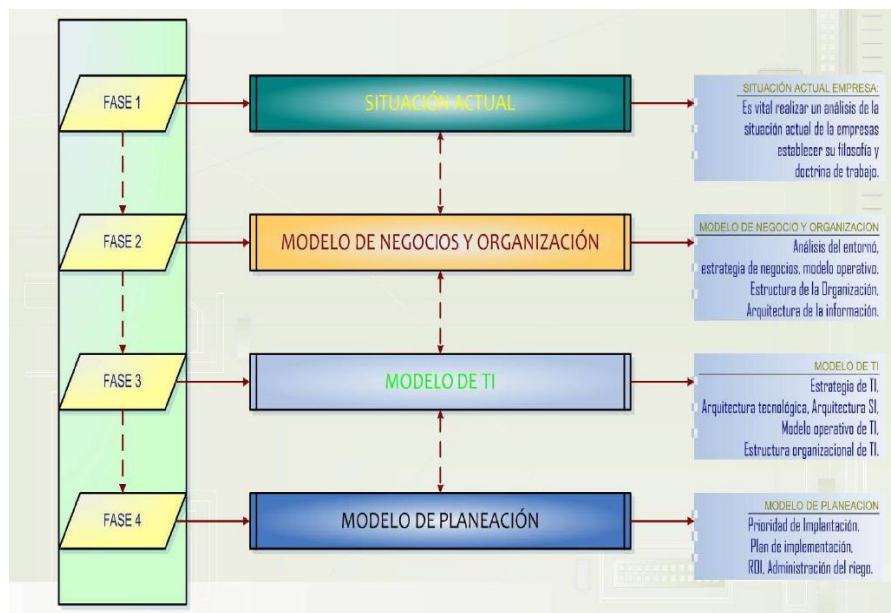 FASE 1
SITUACIÓN ACTUAL
SITUACIÓN ACTUAL EMPRESA:
Es vital realizar un análisis de la
situación actual de la empresas
establecer su filosofía y
doctrina de trabajo.
FASE 2
MODELO DE NEGOCIOS Y ORGANIZACIÓN
MODELO DE NEGOCIO Y ORGANIZACION
Análisis del entorno,
estrategia de negocios, modelo operativo.
Estructura de la Organización,
Arquitectura de la información.
FASE 3
MODELO DE TI
MODELO DE TI
Estrategia de TI,
Arquitectura tecnológica, Arquitectura SI,
Modelo operativo de TI,
Estructura organizacional de TI.
FASE 4
MODELO DE PLANEACIÓN
MODELO DE PLANEACION
Prioridad de Implantación,
Plan de implementación,
ROI, Administración del riego.